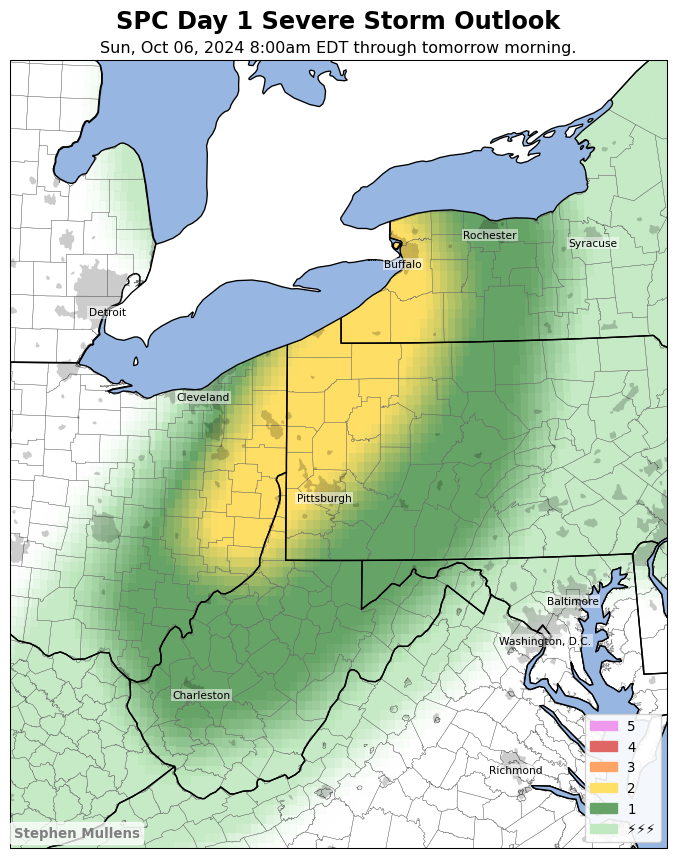 SPC Day 1 Severe Storm Outlook
Sun, Oct 06, 2024 8:00am EDT through tomorrow morning.
Rochester
Syracuse
Buffalo
Detroit
Cleveland
Pittsburgh
Baltimore
Washington, D.C.
Charleston
Richmond
5
4
3
2
1
⚡⚡⚡
Stephen Mullens